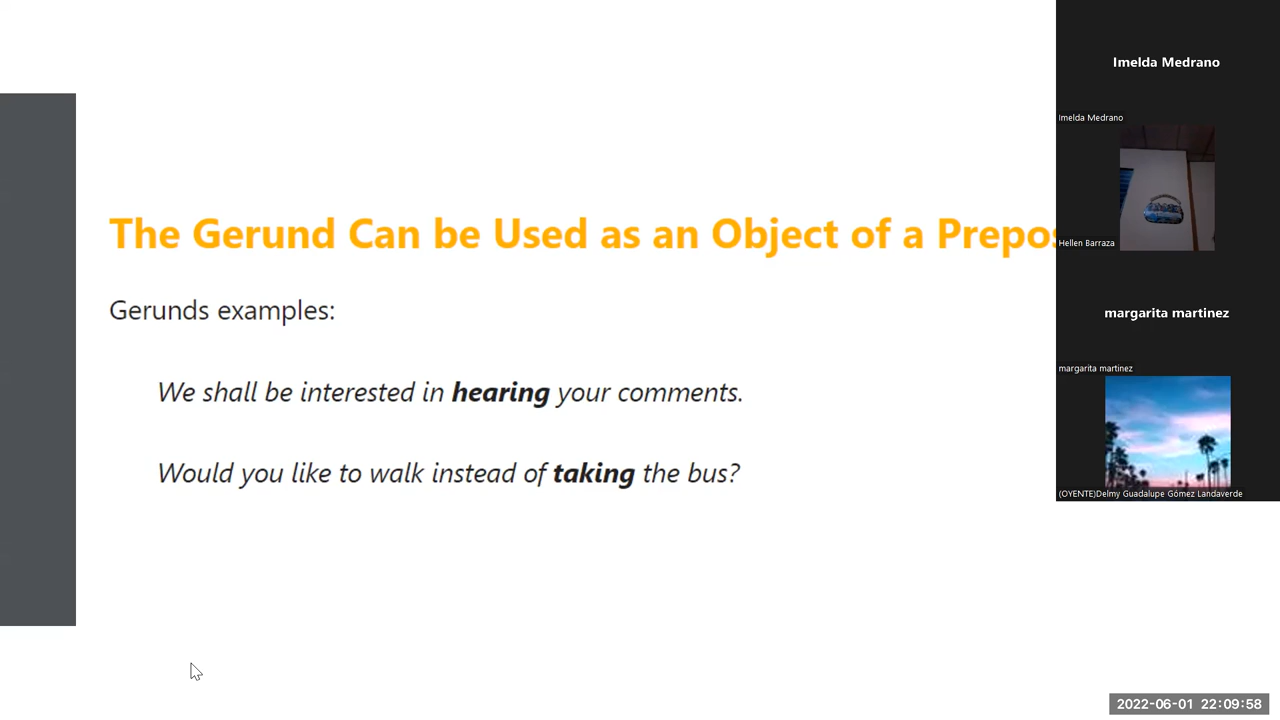 The Gerund Can be Used as an Object of a
Gerunds examples:
We shall be interested in hearing your comments.
Would you like to walk instead of taking the bus?
Imelda Medrano
Imelda Medrano
Hellen Barraza
margarita martinez
margarita martinez
(OYENTE)Delmy Guadalupe Gómez Landaverde
2022-06-01 22:09:58